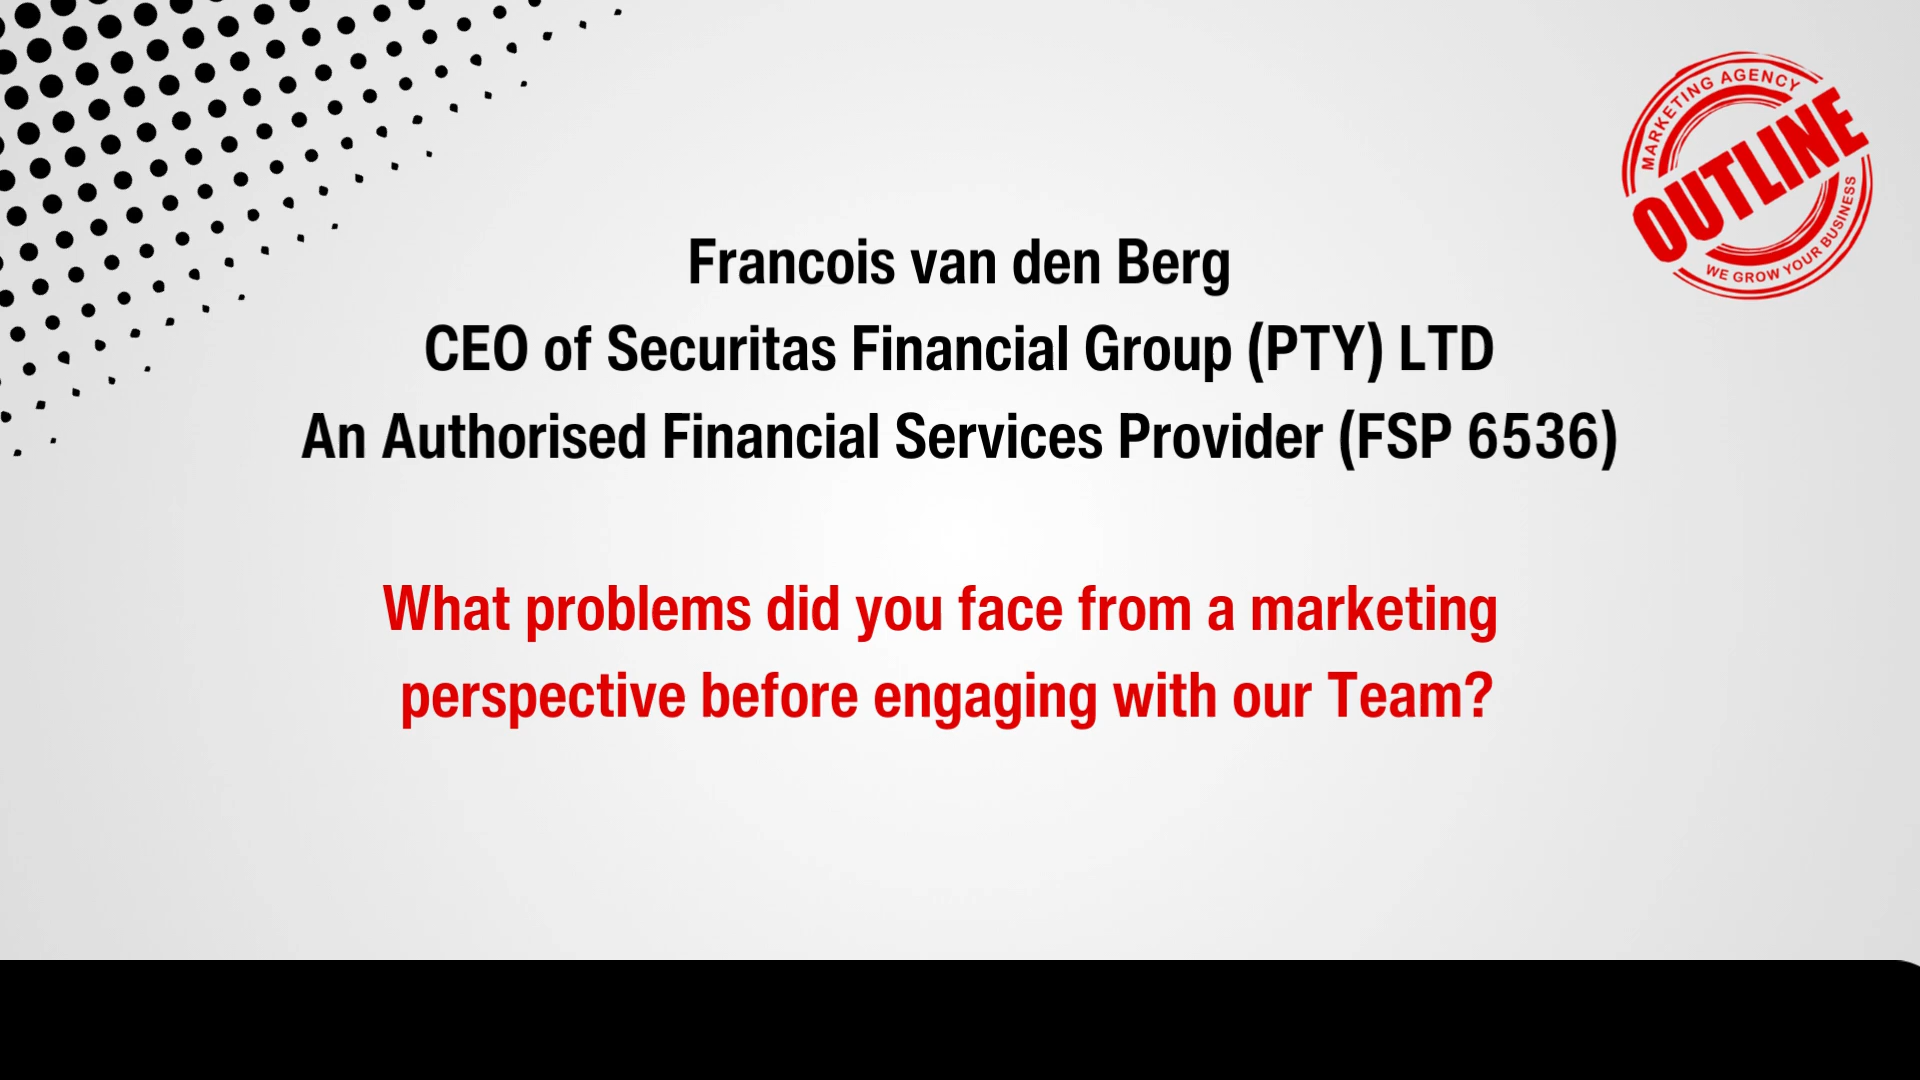 MARKETING AGENCY
OUTLINE
WE GROW YOUR BUSINESS
Francois van den Berg
CEO of Securitas Financial Group (PTY) LTD
An Authorised Financial Services Provider (FSP 6536)
What problems did you face from a marketing
perspective before engaging with our Team?